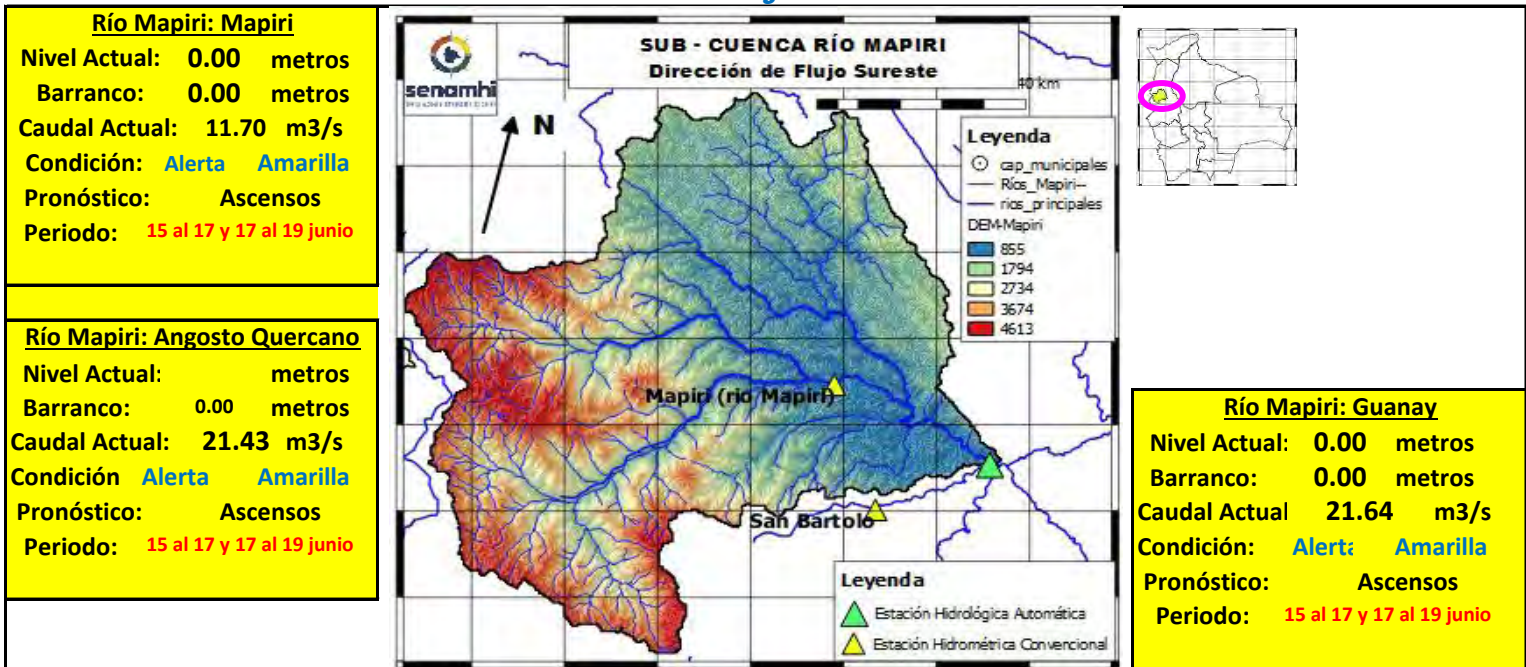 Río Mapiri: Mapiri
Nivel Actual: 0.00 metros
Barranco: 0.00 metros
Caudal Actual: 11.70 m3/s
Condición: Alerta Amarilla
Pronóstico: Ascensos
Periodo: 15 al 17 y 17 al 19 junio
Río Mapiri: Angosto Quercano
Nivel Actual: metros
Barranco: 0.00 metros
Caudal Actual: 21.43 m3/s
Condición Alerta Amarilla
Pronóstico: Ascensos
Periodo: 15 al 17 y 17 al 19 junio
senamhi
SUB - CUENCA RÍO MAPIRI
Dirección de Flujo Sureste
40 km
N
Leyenda
cap_municipales
Ríos_Mapiri--
rios_principales
DEM-Mapiri
855
1794
2734
3674
4613
Mapiri (rio Mapiri)
San Bartolo
Leyenda
Estación Hidrológica Automática
Estación Hidrométrica Convencional
Río Mapiri: Guanay
Nivel Actual: 0.00 metros
Barranco: 0.00 metros
Caudal Actual 21.64 m3/s
Condición: Alerta Amarilla
Pronóstico: Ascensos
Periodo: 15 al 17 y 17 al 19 junio